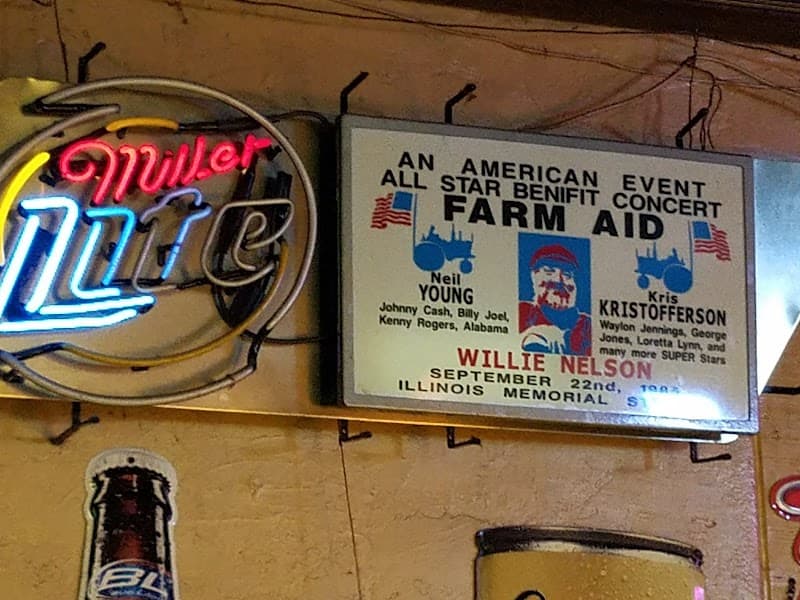 Miller
Lite
AN AMERICAN EVENT
ALL STAR BENIFIT CONCERT
FARM AID
Neil
YOUNG
Johnny Cash, Billy Joel,
Kenny Rogers, Alabama
Kris
KRISTOFFERSON
Waylon Jennings, George
Jones, Loretta Lynn, and
many more SUPER Stars
WILLIE NELSON
SEPTEMBER 22nd,
ILLINOIS MEMORIAL
BL